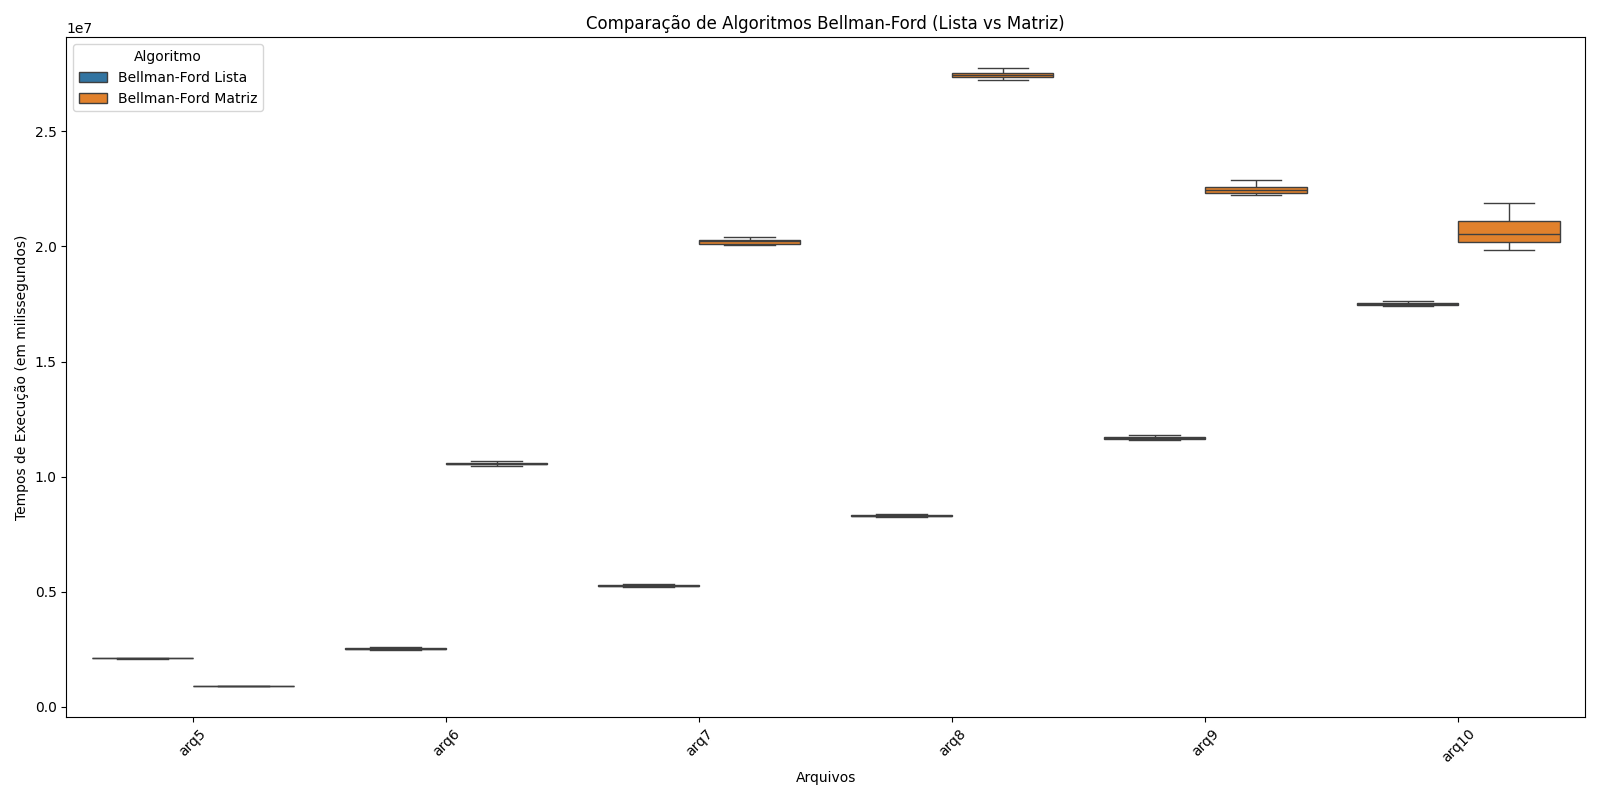 Comparação de Algoritmos Bellman-Ford (Lista vs Matriz)
1e7
Algoritmo
Bellman-Ford Lista
Bellman-Ford Matriz
Tempos de Execução (em milissegundos)
2.5
2.0
1.5
1.0
0.5
0.0
arq5
arq6
arq7
arq8
arq9
arq10
Arquivos